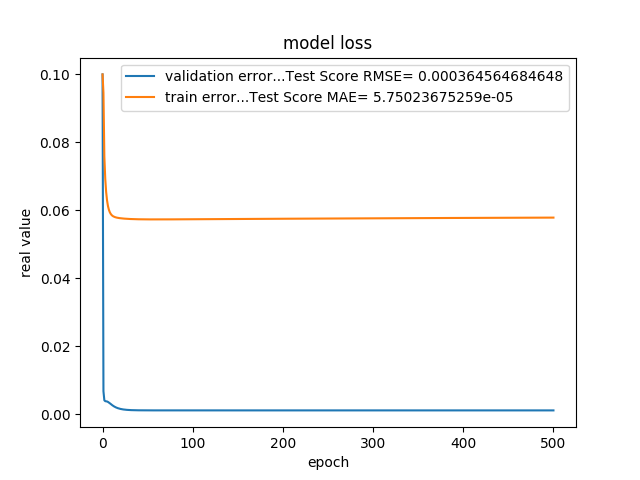 model loss
validation error...Test Score RMSE= 0.000364564684648
train error...Test Score MAE= 5.75023675259e-05
real value
0.10
0.08
0.06
0.04
0.02
0.00
0 100 200 300 400 500
epoch